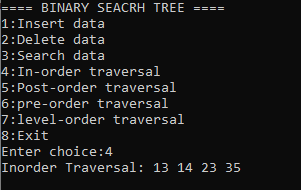 ==== BINARY SEACRH TREE ====
1:Insert data
2:Delete data
3:Search data
4:In-order traversal
5:Post-order traversal
6:pre-order traversal
7:level-order traversal
8:Exit
Enter choice:4
Inorder Traversal: 13 14 23 35